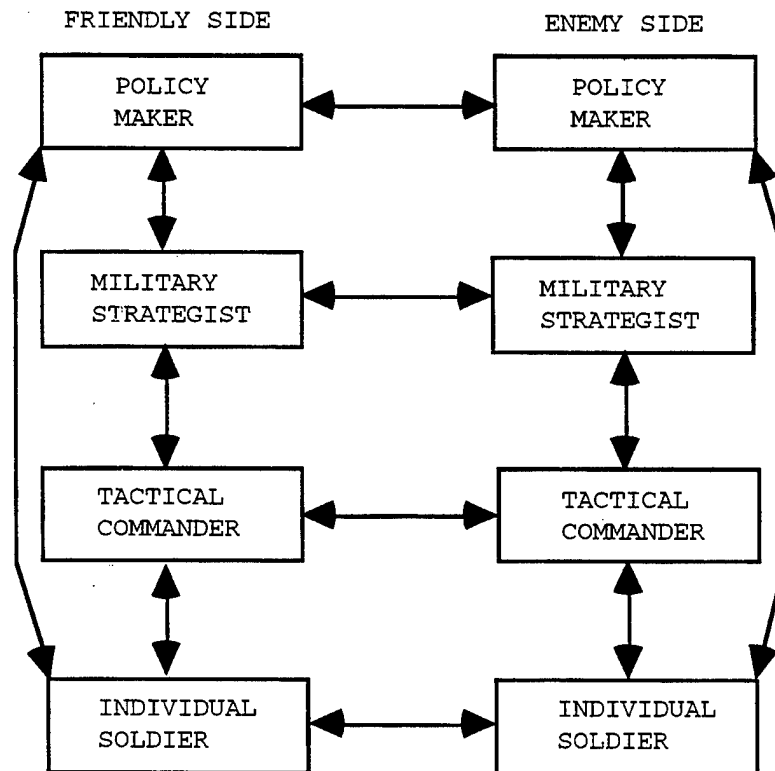 FRIENDLY SIDE
ENEMY SIDE
POLICY
MAKER
POLICY
MAKER
MILITARY
STRATEGIST
MILITARY
STRATEGIST
TACTICAL
COMMANDER
TACTICAL
COMMANDER
INDIVIDUAL
SOLDIER
INDIVIDUAL
SOLDIER